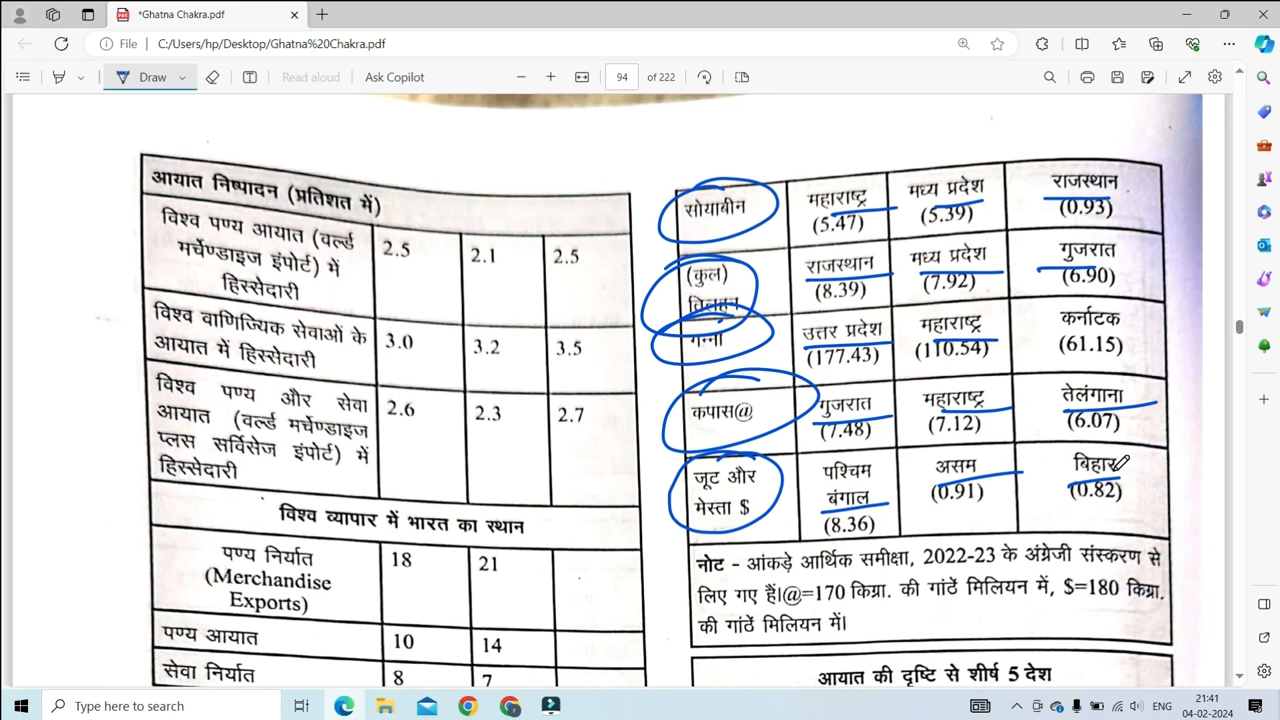 *Ghatna Chakra.pdf
File
C:/Users/hp/Desktop/Ghatna%20Chakra.pdf
Draw
Read aloud
Ask Copilot
94
of 222
आयात निष्पादन (प्रतिशत में)
विश्व पण्य आयात (वर्ल्ड 2.5 2.1 2.5
मर्चेण्डाइज इंपोर्ट) में
हिस्सेदारी
विश्व वाणिज्यिक सेवाओं के 3.0 3.2 3.5
आयात में हिस्सेदारी
विश्व पण्य और सेवा 2.6 2.3 2.7
आयात (वर्ल्ड मर्चेण्डाइज
प्लस सर्विसेज इंपोर्ट) में
हिस्सेदारी
विश्व व्यापार में भारत का स्थान
पण्य निर्यात 18 21
(Merchandise
Exports)
पण्य आयात 10 14
सेवा निर्यात 8 7
सोयाबीन महाराष्ट्र मध्य प्रदेश राजस्थान
(5.47) (5.39) (0.93)
(कुल) राजस्थान मध्य प्रदेश गुजरात
तिलहन (8.39) (7.92) (6.90)
गन्ना उत्तर प्रदेश महाराष्ट्र कर्नाटक
(177.43) (110.54) (61.15)
कपास@ गुजरात महाराष्ट्र तेलंगाना
(7.48) (7.12) (6.07)
जूट और पश्चिम असम बिहार
मेस्ता $ बंगाल (0.91) (0.82)
(8.36)
नोट - आंकड़े आर्थिक समीक्षा, 2022-23 के अंग्रेजी संस्करण से
लिए गए हैं।@=170 किग्रा. की गांठें मिलियन में, $=180 किग्रा.
की गांठें मिलियन में।
आयात की दृष्टि से शीर्ष 5 देश
Type here to search
ENG
21:41
04-02-2024